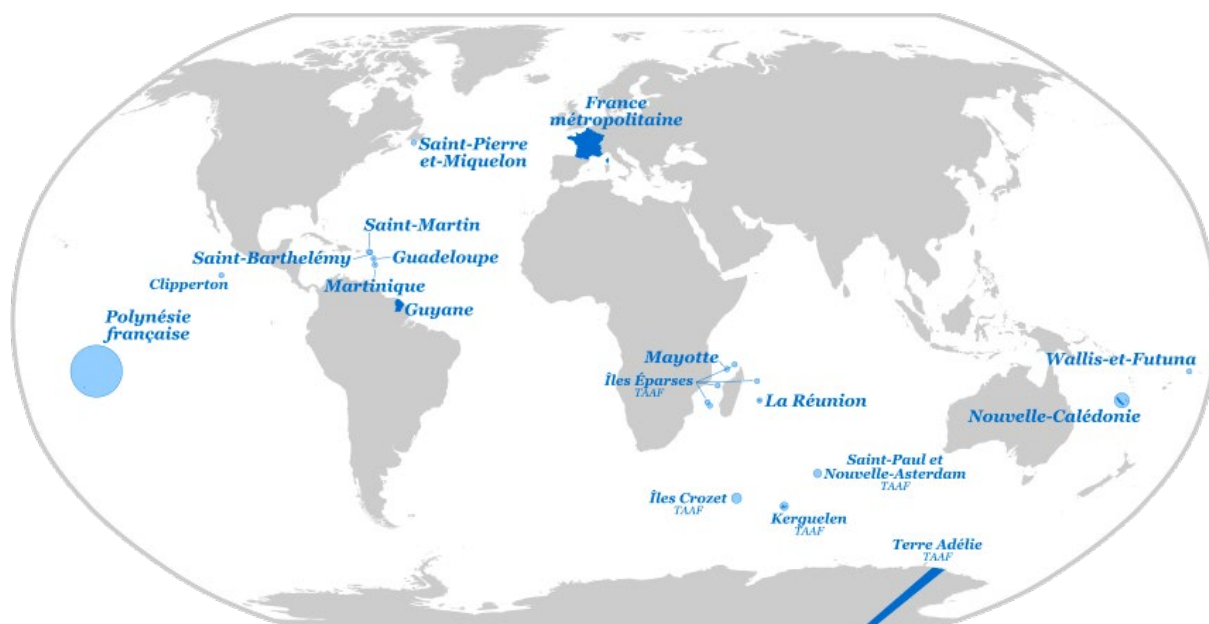 France
métropolitaine
Saint-Pierre
et-Miquelon
Saint-Martin
Saint-Barthelémy
Guadeloupe
Clipperton
Martinique
Guyane
Polynésie
française
Mayotte
Îles Éparses
TAAF
La Réunion
Wallis-et-Futuna
Nouvelle-Calédonie
Saint-Paul et
Nouvelle-Asterdam
TAAF
Îles Crozet
TAAF
Kerguelen
TAAF
Terre Adélie
TAAF